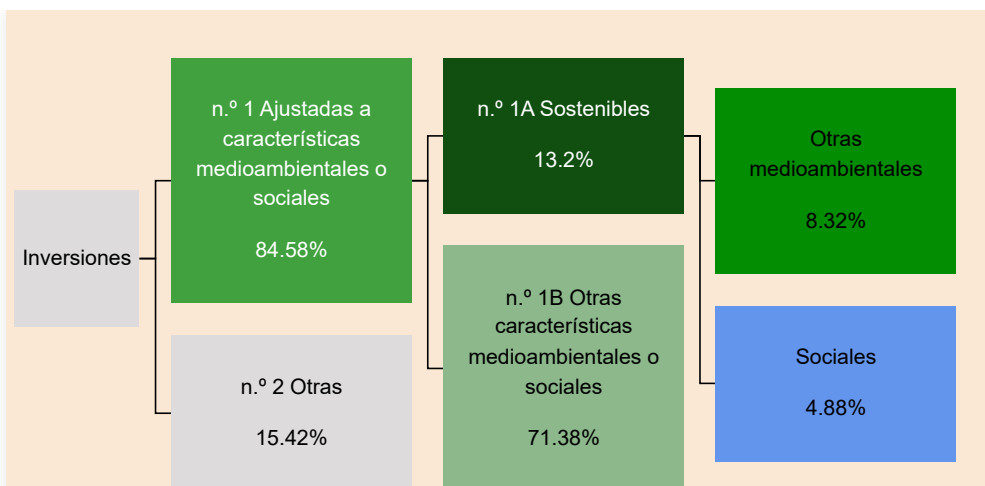 Inversiones
n.º 1 Ajustadas a
características
medioambientales o
sociales
84.58%
n.º 2 Otras
15.42%
n.º 1A Sostenibles
13.2%
n.º 1B Otras
características
medioambientales o
sociales
71.38%
Otras
medioambientales
8.32%
Sociales
4.88%